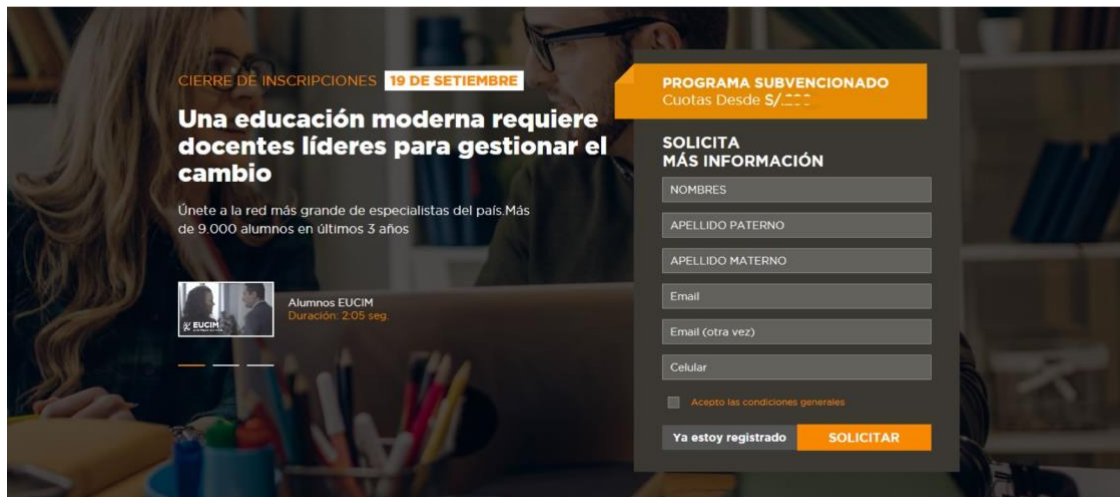 CIERRE DE INSCRIPCIONES 19 DE SETIEMBRE
Una educación moderna requiere
docentes líderes para gestionar el
cambio
Únete a la red más grande de especialistas del país.Más
de 9.000 alumnos en últimos 3 años
EUCIM
Alumnos EUCIM
Duración: 2:05 seg.
PROGRAMA SUBVENCIONADO
Cuotas Desde S/.
SOLICITA
MÁS INFORMACIÓN
NOMBRES
APELLIDO PATERNO
APELLIDO MATERNO
Email
Email (otra vez)
Celular
Acepto las condiciones generales
Ya estoy registrado SOLICITAR